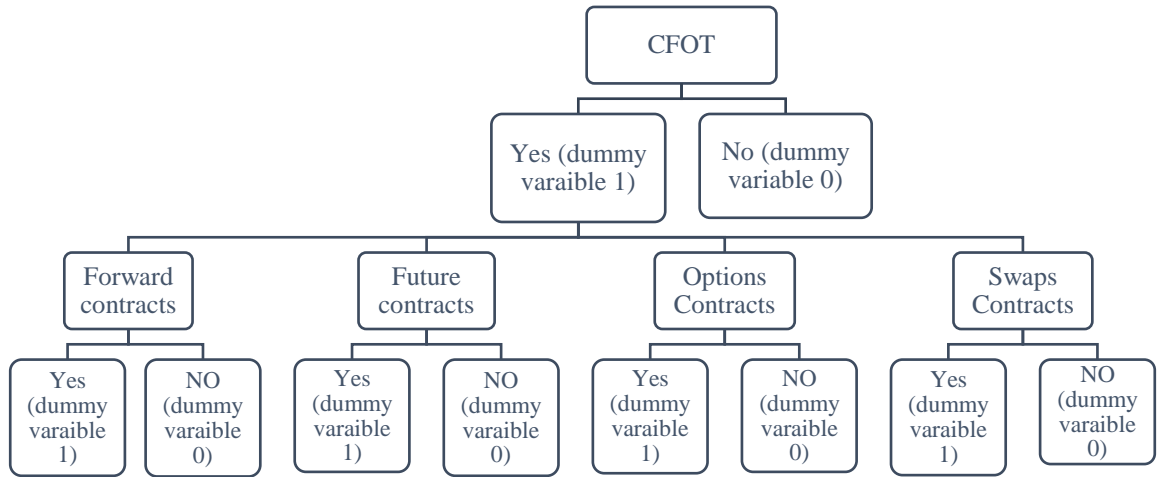 CFOT
Yes (dummy
varaible 1)
No (dummy
variable 0)
Forward
contracts
Future
contracts
Options
Contracts
Swaps
Contracts
Yes
(dummy
varaible
1)
NO
(dummy
varaible
0)
Yes
(dummy
varaible
1)
NO
(dummy
varaible
0)
Yes
(dummy
varaible
1)
NO
(dummy
varaible
0)
Yes
(dummy
varaible
1)
NO
(dummy
varaible
0)